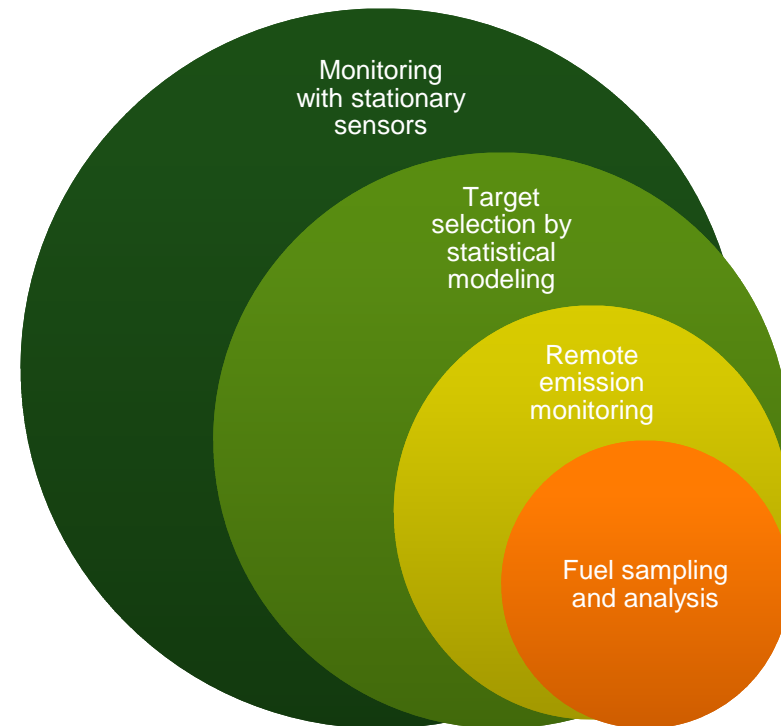 Monitoring
with stationary
sensors
Target
selection by
statistical
modeling
Remote
emission
monitoring
Fuel sampling
and analysis